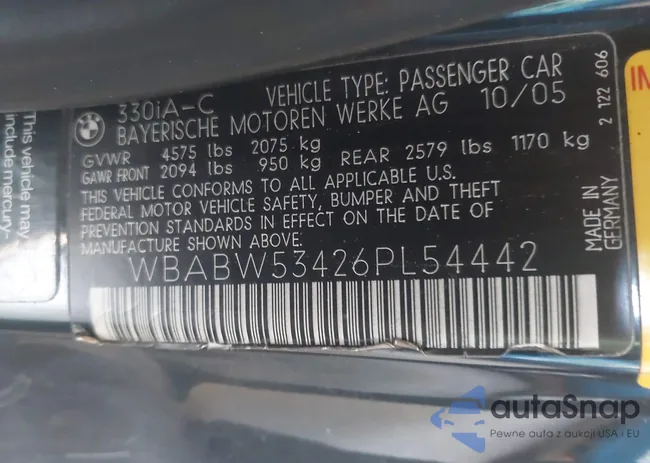 330iA-C VEHICLE TYPE: PASSENGER CAR
BAYERISCHE MOTOREN WERKE AG 10/05
GVWR 4575 lbs 2075 kg
GAWR FRONT 2094 lbs 950 kg REAR 2579 lbs 1170 kg
THIS VEHICLE CONFORMS TO ALL APPLICABLE U.S.
FEDERAL MOTOR VEHICLE SAFETY, BUMPER AND THEFT
PREVENTION STANDARDS IN EFFECT ON THE DATE
OF MANUFACTURE SHOWN ABOVE.
WBABW53426PL54442
MADE IN
GERMANY
2 122 606
This vehicle may
include mercury-
autoSnap
Pewne auta z aukcji USA i EU